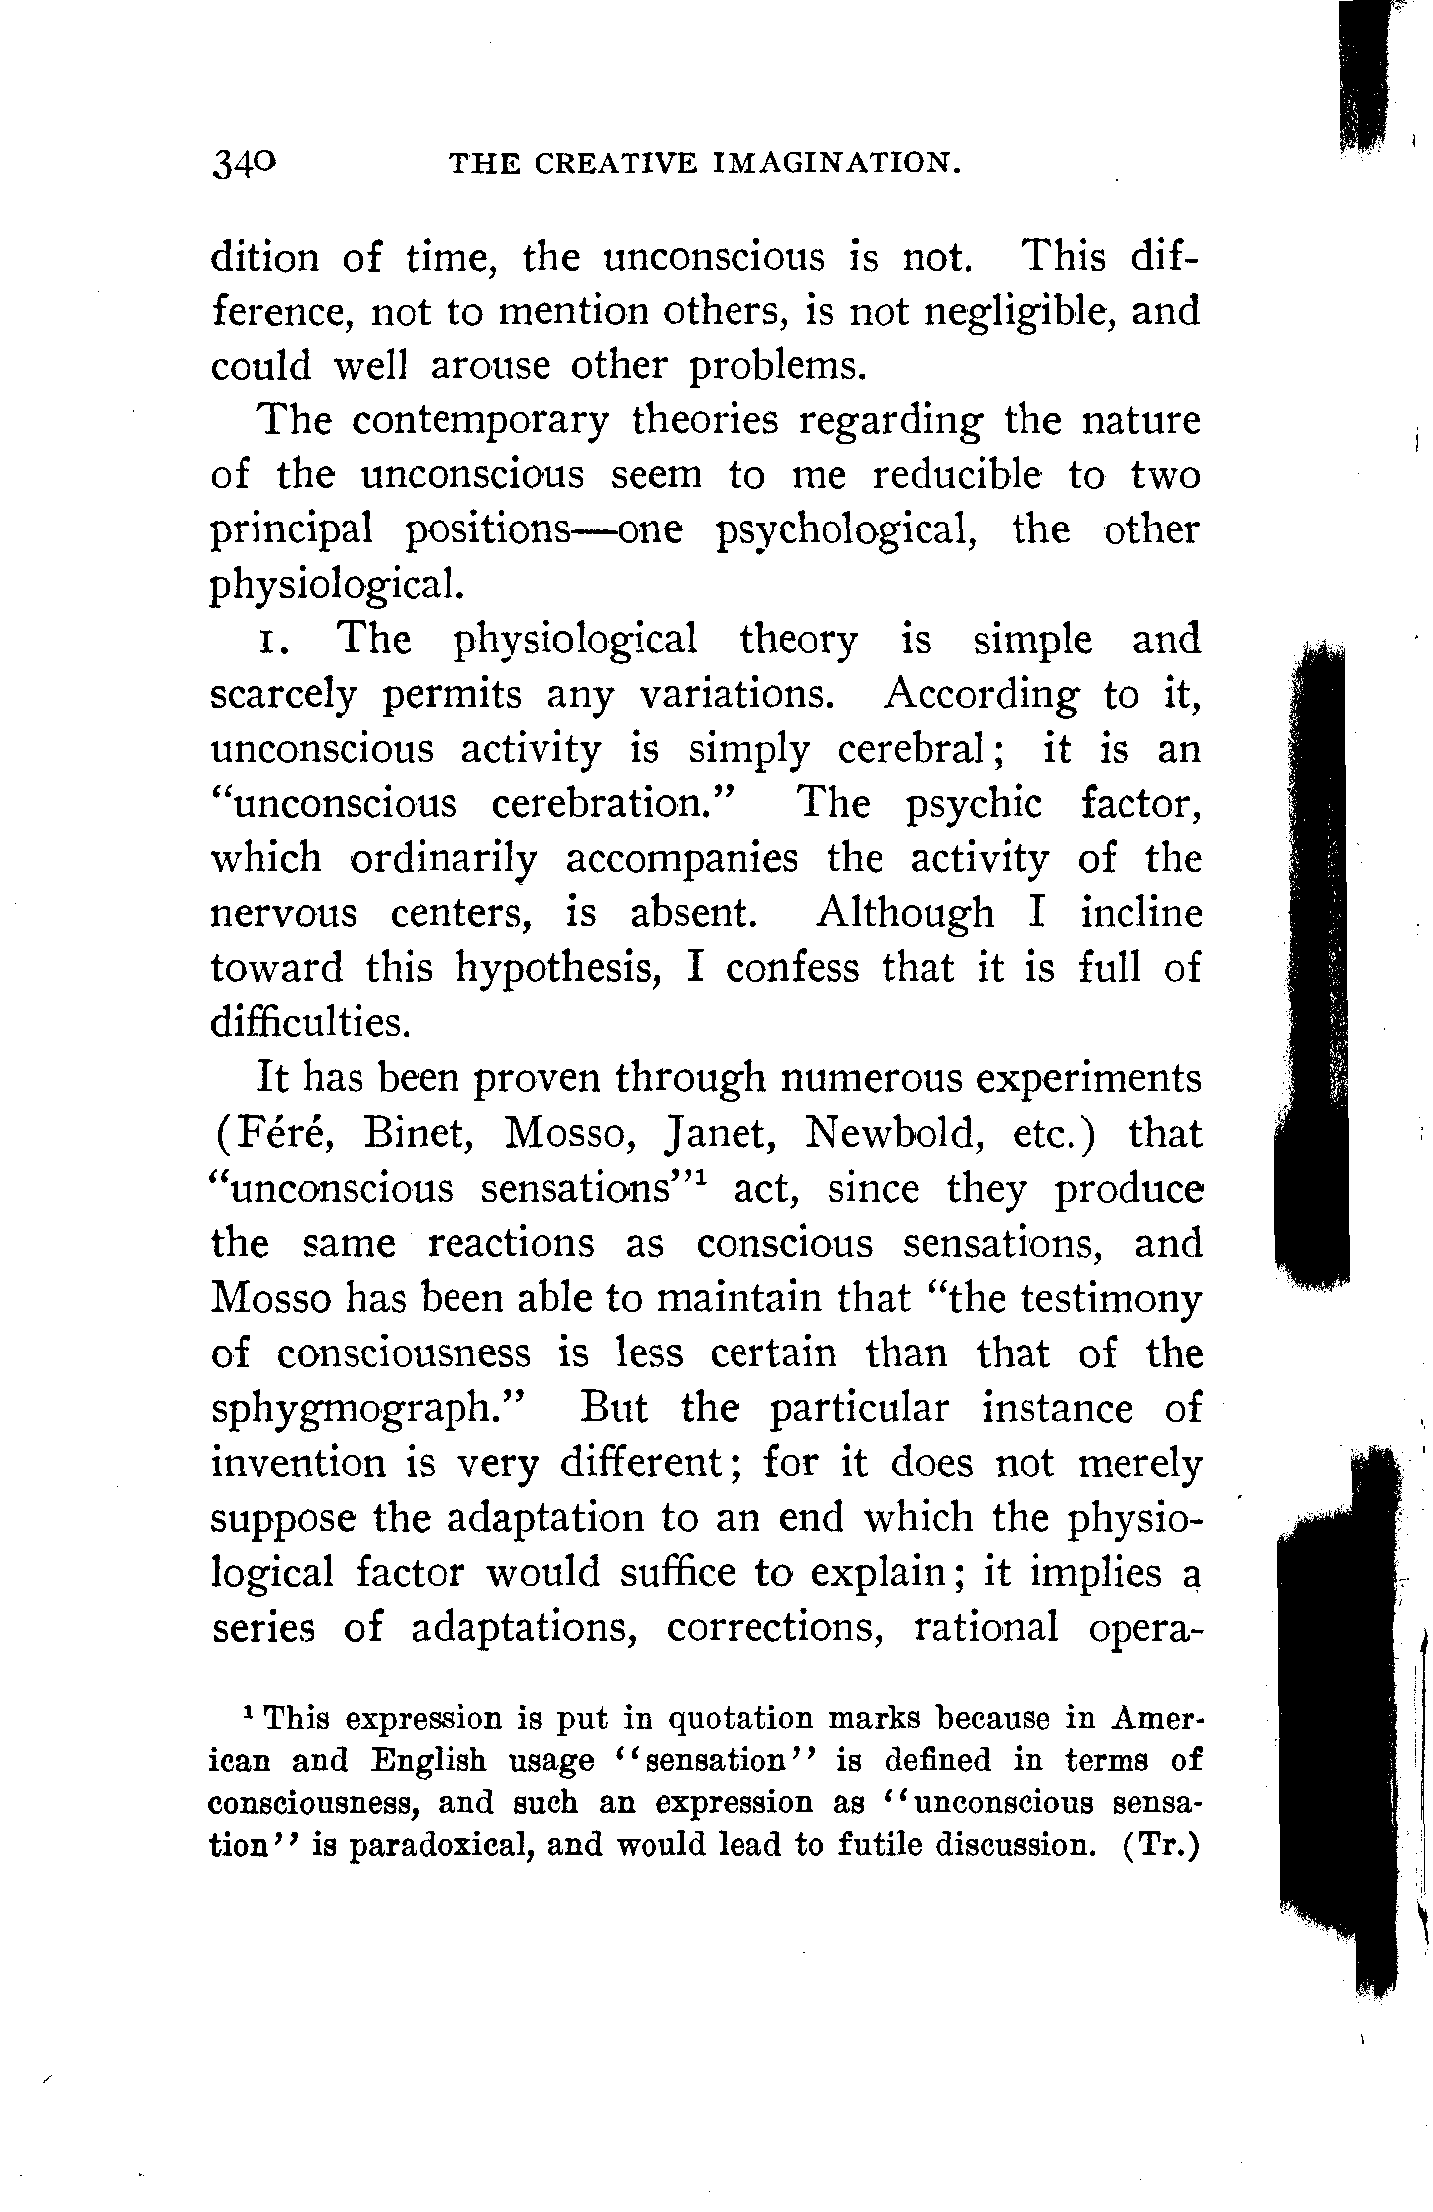 340 THE CREATIVE IMAGINATION.
dition of time, the unconscious is not. This dif-
ference, not to mention others, is not negligible, and
could well arouse other problems.
The contemporary theories regarding the nature
of the unconscious seem to me reducible to two
principal positions—one psychological, the other
physiological.
1. The physiological theory is simple and
scarcely permits any variations. According to it,
unconscious activity is simply cerebral; it is an
“unconscious cerebration.” The psychic factor,
which ordinarily accompanies the activity of the
nervous centers, is absent. Although I incline
toward this hypothesis, I confess that it is full of
difficulties.
It has been proven through numerous experiments
(Féré, Binet, Mosso, Janet, Newbold, etc.) that
“unconscious sensations”¹ act, since they produce
the same reactions as conscious sensations, and
Mosso has been able to maintain that “the testimony
of consciousness is less certain than that of the
sphygmograph.” But the particular instance of
invention is very different; for it does not merely
suppose the adaptation to an end which the physio-
logical factor would suffice to explain; it implies a
series of adaptations, corrections, rational opera-
¹ This expression is put in quotation marks because in Amer-
ican and English usage ‘‘sensation’’ is defined in terms of
consciousness, and such an expression as ‘‘unconscious sensa-
tion’’ is paradoxical, and would lead to futile discussion. (Tr.)